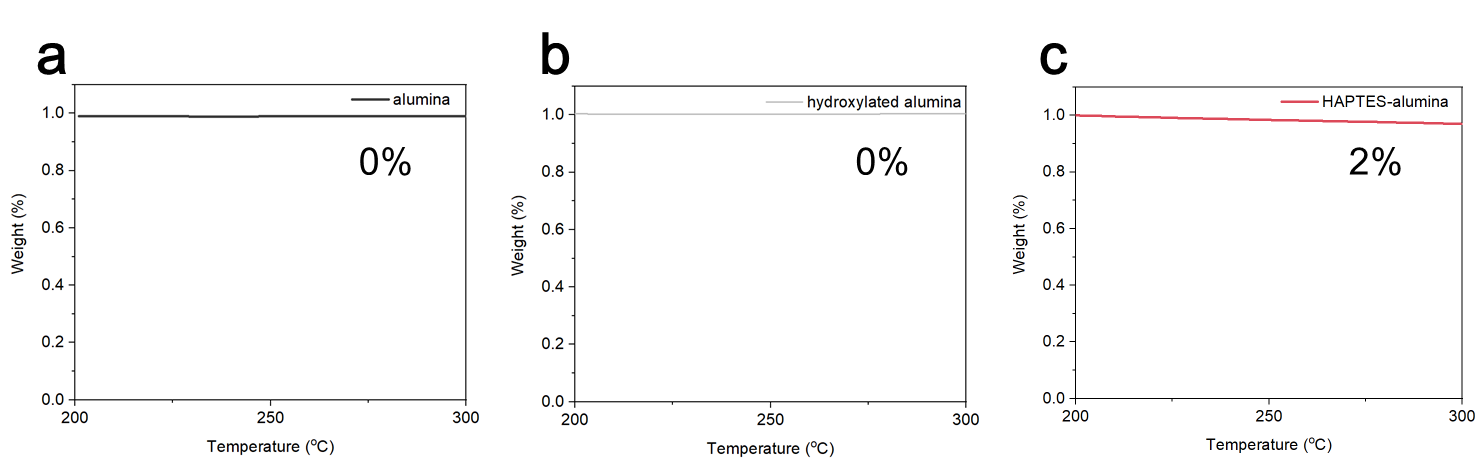 a
alumina
0%
1.0
0.8
0.6
0.4
0.2
0.0
Weight (%)
200
250
300
Temperature (°C)
b
hydroxylated alumina
0%
1.0
0.8
0.6
0.4
0.2
0.0
Weight (%)
200
250
300
Temperature (°C)
c
HAPTES-alumina
2%
1.0
0.8
0.6
0.4
0.2
0.0
Weight (%)
200
250
300
Temperature (°C)